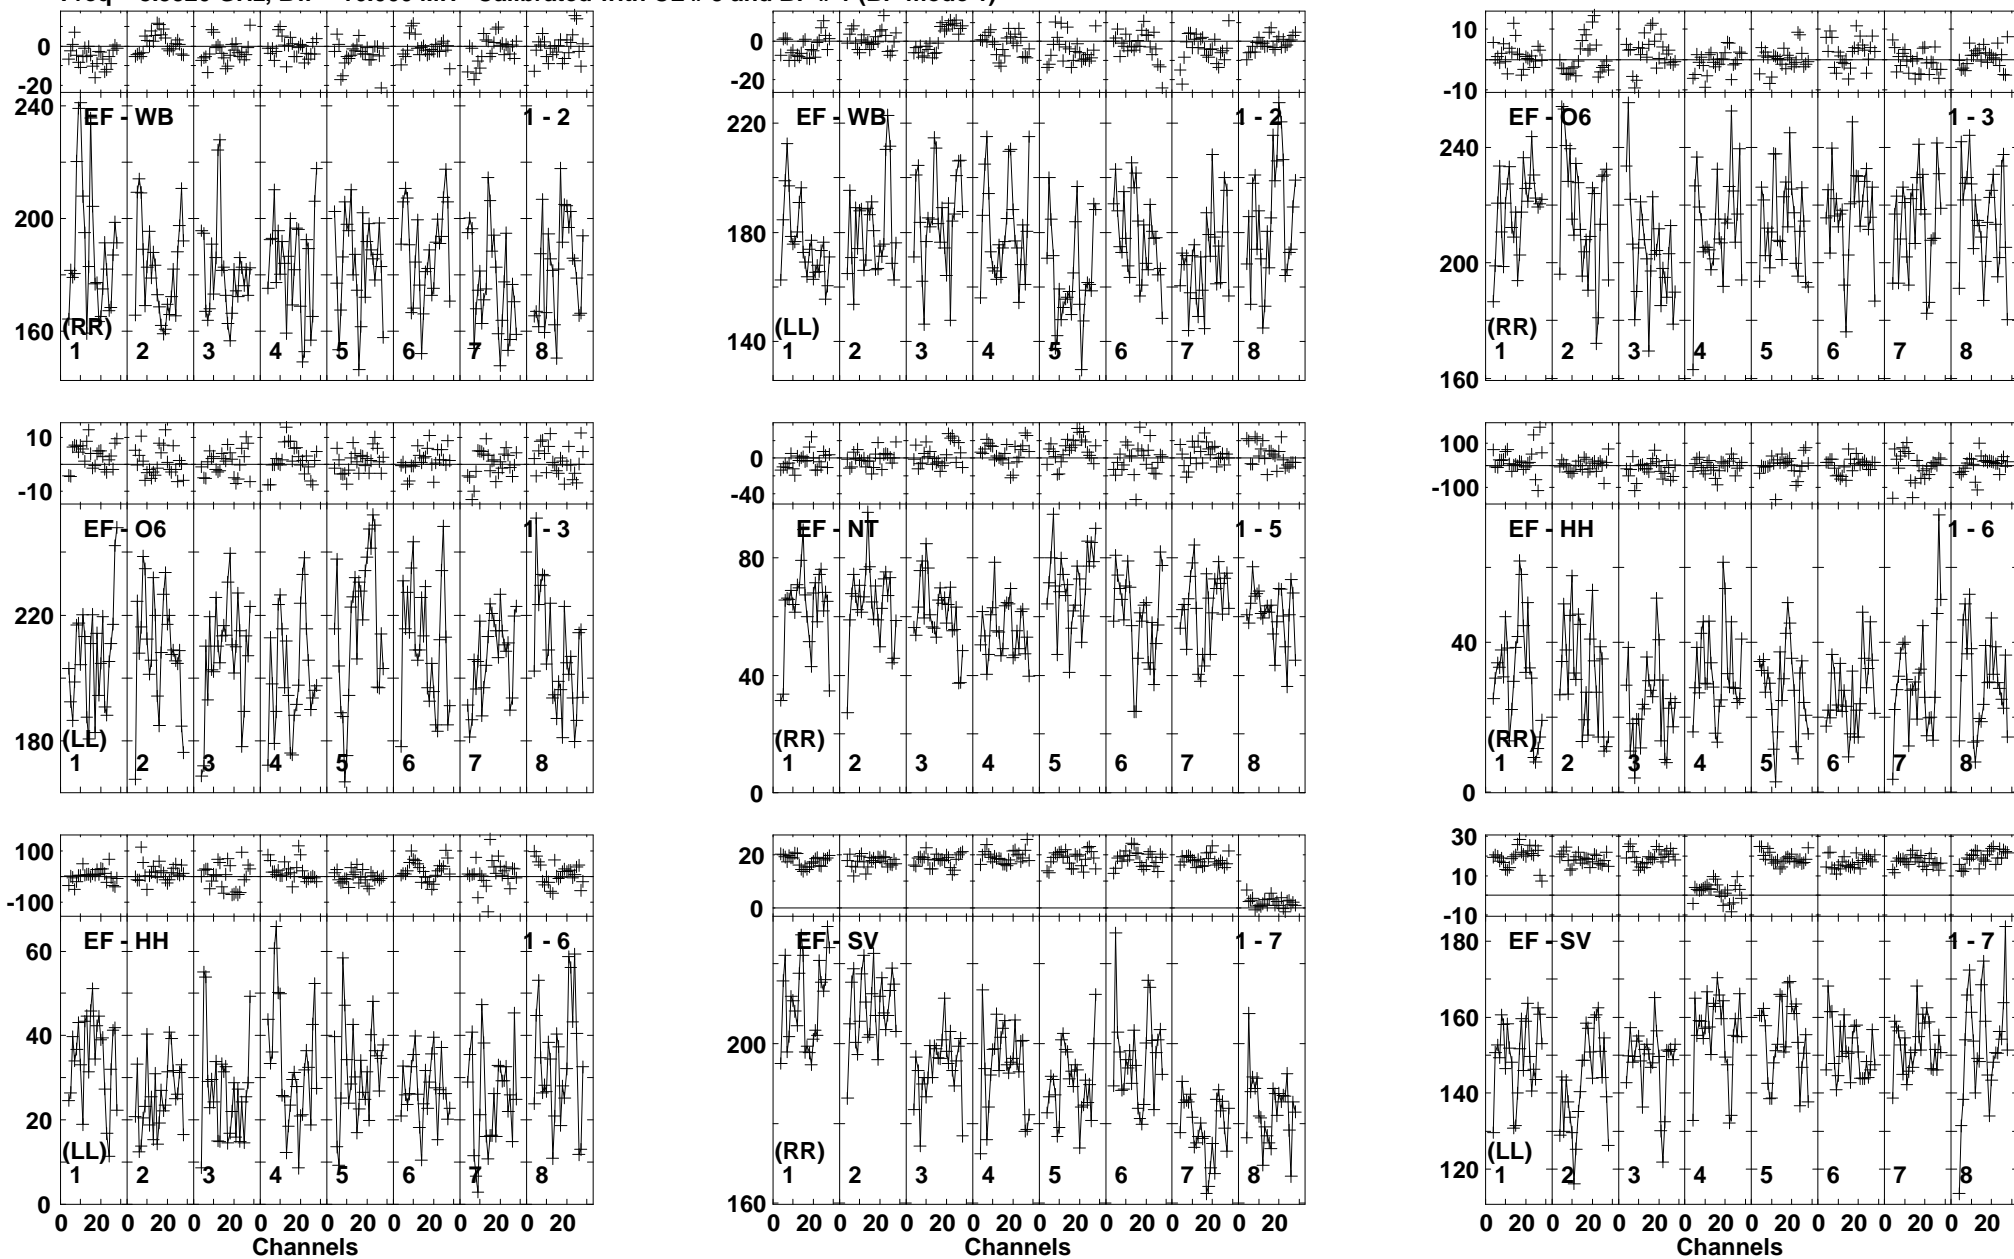 0 0 10
-20 -20 -10
240 EF - WB 1 - 2 220 EF - WB 1 - 2 EF - O6 1 - 3
240
200 180 200
160 (RR) 140 (LL) (RR)
1 2 3 4 5 6 7 8 1 2 3 4 5 6 7 8 1 2 3 4 5 6 7 8
160
10 0 100
-10 -40 -100
EF - O6 1 - 3 EF - NT 1 - 5 EF - HH 1 - 6
220 80 40
180 (LL) 40 (RR) (RR)
1 2 3 4 5 6 7 8 1 2 3 4 5 6 7 8 1 2 3 4 5 6 7 8
0 0
100 20 30
10
-100 0 -10
EF - HH 1 - 6 EF - SV 1 - 7 180 EF - SV 1 - 7
60
40 200 160
20 140
(LL) (RR) (LL)
1 2 3 4 5 6 7 8 1 2 3 4 5 6 7 8 120 1 2 3 4 5 6 7 8
0 160
0 20 0 20 0 20 0 20 0 20 0 20 0 20 0 20 0 20 0 20 0 20 0 20 0 20 0 20 0 20 0 20 0 20 0 20 0 20 0 20 0 20 0 20 0 20 0 20
Channels Channels Channels